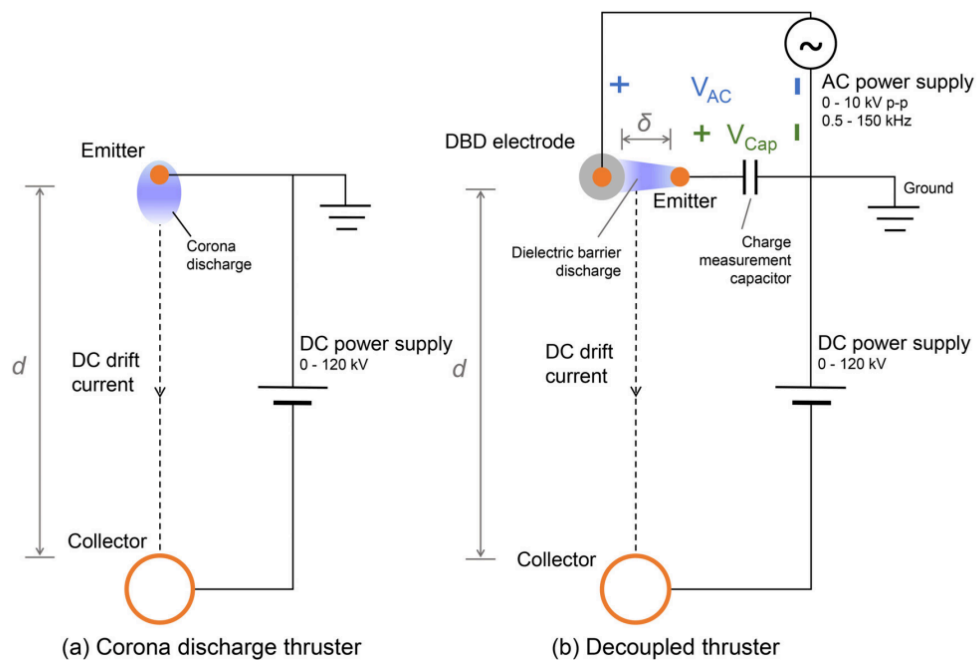 Emitter
Corona
discharge
d
DC drift
current
DC power supply
0 - 120 kV
Collector
(a) Corona discharge thruster
~
AC power supply
0 - 10 kV p-p
0.5 - 150 kHz
+ V_AC -
δ
+ V_Cap -
DBD electrode
Emitter
Ground
Dielectric barrier
discharge
Charge
measurement
capacitor
d
DC drift
current
DC power supply
0 - 120 kV
Collector
(b) Decoupled thruster